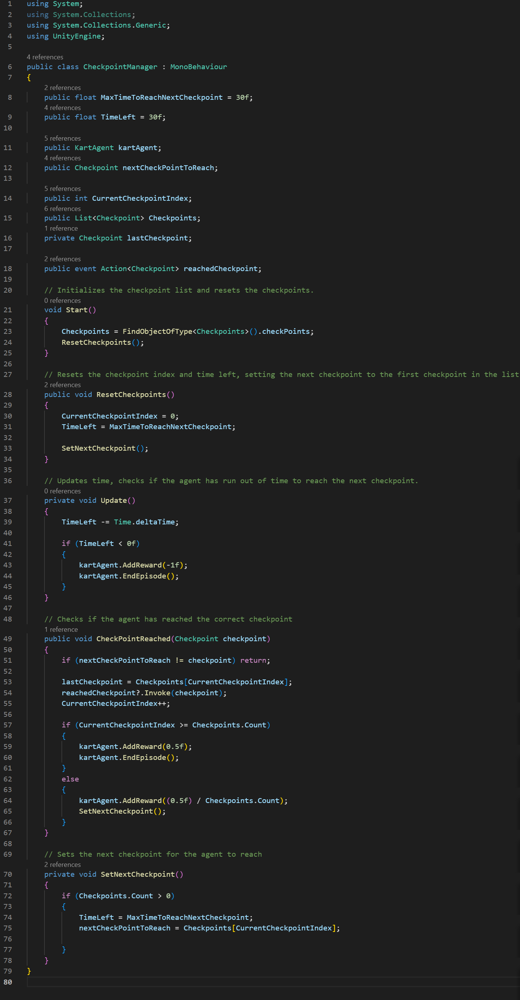 1 using System;
2 using System.Collections;
3 using System.Collections.Generic;
4 using UnityEngine;
5
4 references
6 public class CheckpointManager : MonoBehaviour
7 {
2 references
8 public float MaxTimeToReachNextCheckpoint = 30f;
4 references
9 public float TimeLeft = 30f;
10
5 references
11 public KartAgent kartAgent;
4 references
12 public Checkpoint nextCheckPointToReach;
13
5 references
14 public int CurrentCheckpointIndex;
6 references
15 public List<Checkpoint> Checkpoints;
1 reference
16 private Checkpoint lastCheckpoint;
17
2 references
18 public event Action<Checkpoint> reachedCheckpoint;
19
20 // Initializes the checkpoint list and resets the checkpoints.
0 references
21 void Start()
22 {
23 Checkpoints = FindObjectOfType<Checkpoints>().checkPoints;
24 ResetCheckpoints();
25 }
26
27 // Resets the checkpoint index and time left, setting the next checkpoint to the first checkpoint in the list
2 references
28 public void ResetCheckpoints()
29 {
30 CurrentCheckpointIndex = 0;
31 TimeLeft = MaxTimeToReachNextCheckpoint;
32
33 SetNextCheckpoint();
34 }
35
36 // Updates time, checks if the agent has run out of time to reach the next checkpoint.
0 references
37 private void Update()
38 {
39 TimeLeft -= Time.deltaTime;
40
41 if (TimeLeft < 0f)
42 {
43 kartAgent.AddReward(-1f);
44 kartAgent.EndEpisode();
45 }
46 }
47
48 // Checks if the agent has reached the correct checkpoint
1 reference
49 public void CheckPointReached(Checkpoint checkpoint)
50 {
51 if (nextCheckPointToReach != checkpoint) return;
52
53 lastCheckpoint = Checkpoints[CurrentCheckpointIndex];
54 reachedCheckpoint?.Invoke(checkpoint);
55 CurrentCheckpointIndex++;
56
57 if (CurrentCheckpointIndex >= Checkpoints.Count)
58 {
59 kartAgent.AddReward(0.5f);
60 kartAgent.EndEpisode();
61 }
62 else
63 {
64 kartAgent.AddReward((0.5f) / Checkpoints.Count);
65 SetNextCheckpoint();
66 }
67 }
68
69 // Sets the next checkpoint for the agent to reach
2 references
70 private void SetNextCheckpoint()
71 {
72 if (Checkpoints.Count > 0)
73 {
74 TimeLeft = MaxTimeToReachNextCheckpoint;
75 nextCheckPointToReach = Checkpoints[CurrentCheckpointIndex];
76
77 }
78 }
79 }
80